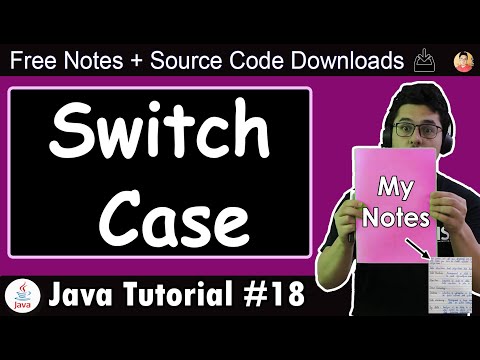 Free Notes + Source Code Downloads
Switch
Case
My
Notes
Java
Java Tutorial #18